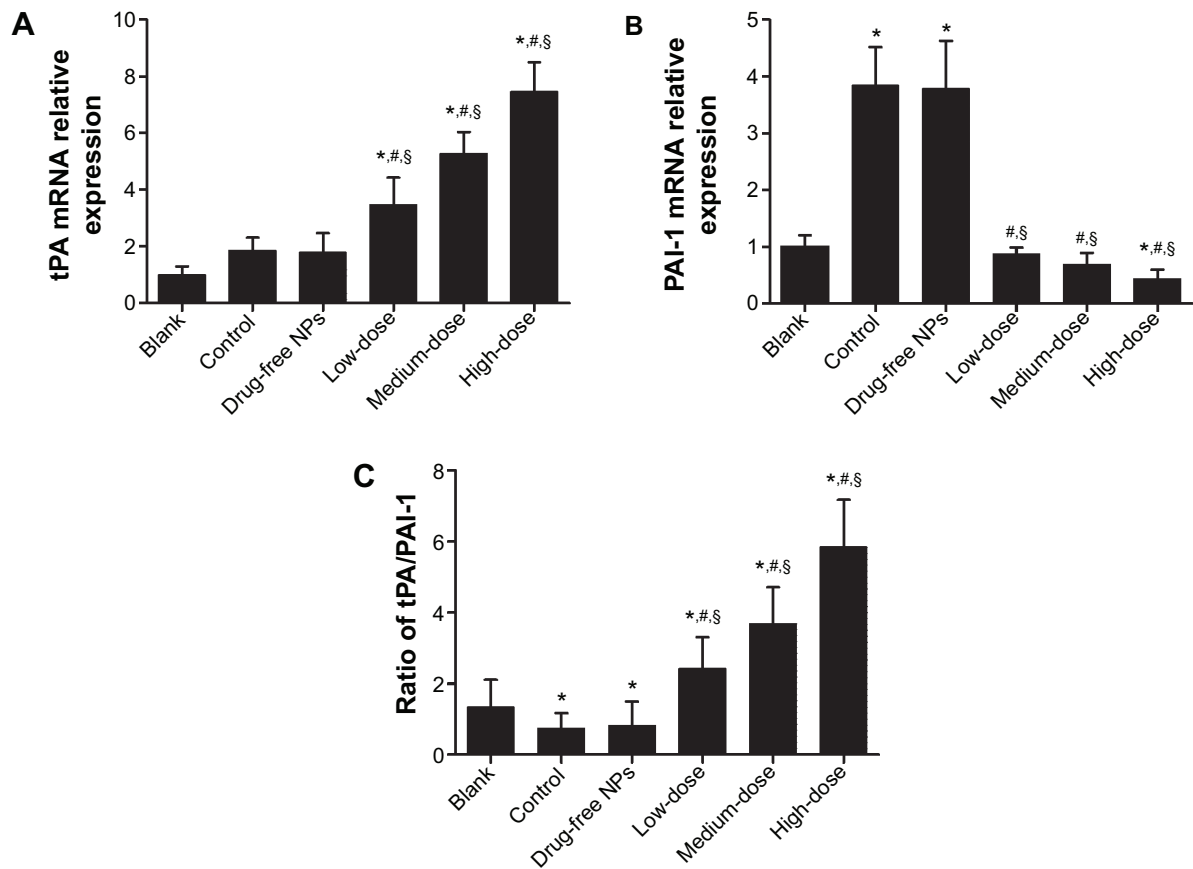 A
tPA mRNA relative
expression
10
8
6
4
2
0
*,#,§
*,#,§
*,#,§
Blank
Control
Drug-free NPs
Low-dose
Medium-dose
High-dose
B
PAI-1 mRNA relative
expression
5
4
3
2
1
0
*
*
#,§
#,§
*,#,§
Blank
Control
Drug-free NPs
Low-dose
Medium-dose
High-dose
C
Ratio of tPA/PAI-1
8
6
4
2
0
*
*
*,#,§
*,#,§
*,#,§
Blank
Control
Drug-free NPs
Low-dose
Medium-dose
High-dose